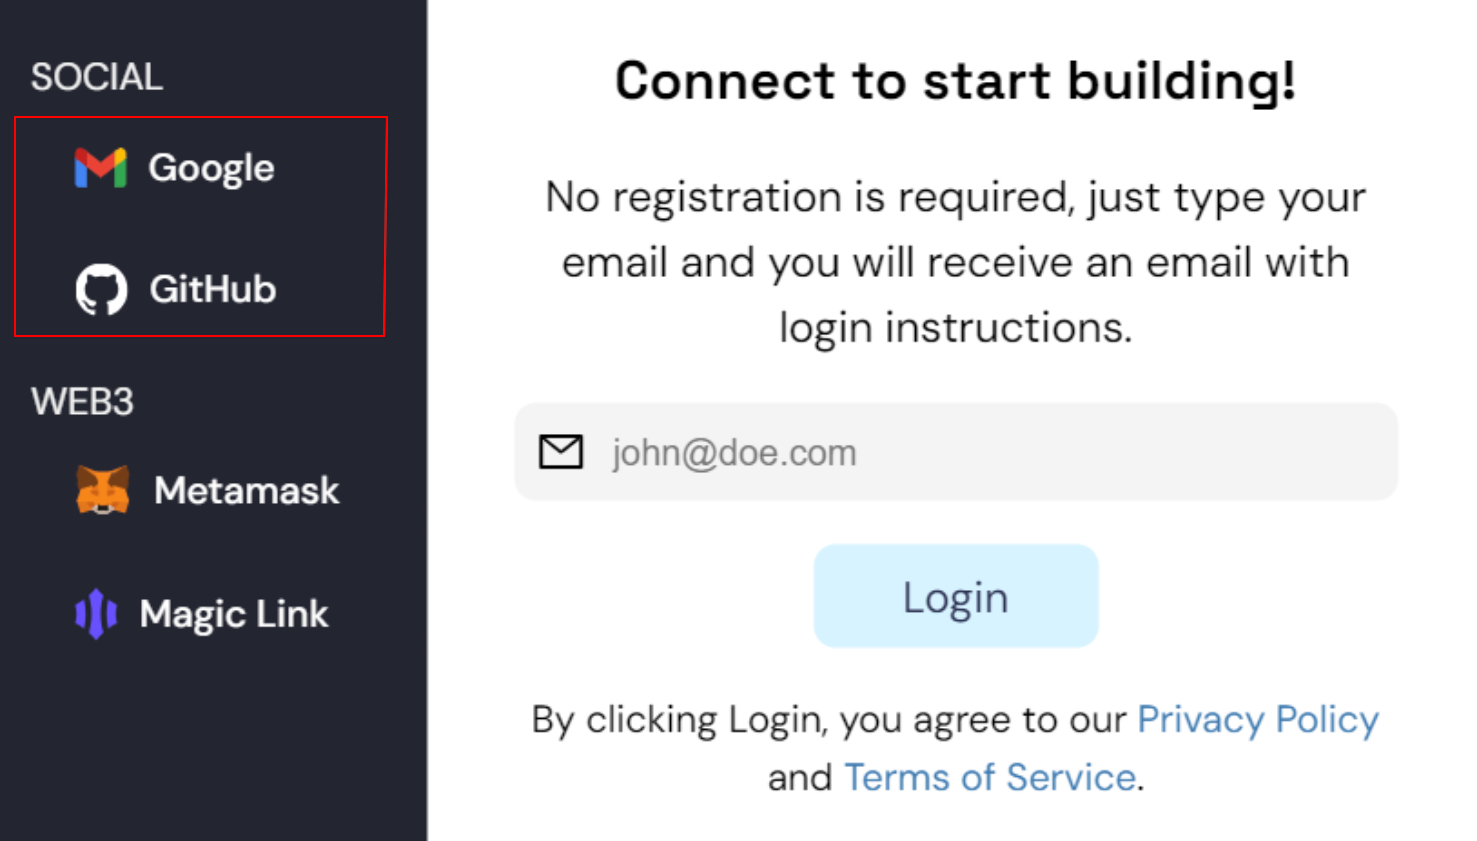 SOCIAL
Google
GitHub
WEB3
Metamask
Magic Link
Connect to start building!
No registration is required, just type your
email and you will receive an email with
login instructions.
john@doe.com
Login
By clicking Login, you agree to our Privacy Policy
and Terms of Service.